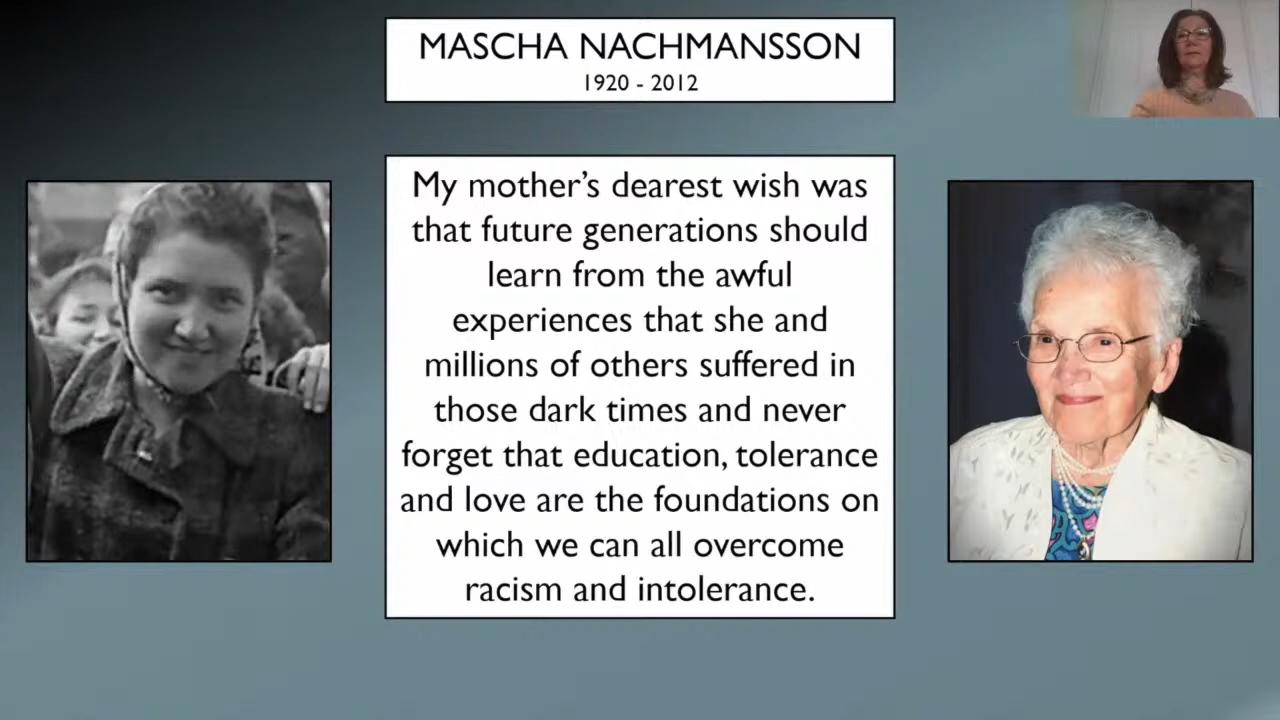 MASCHA NACHMANSSON
1920 - 2012
My mother's dearest wish was
that future generations should
learn from the awful
experiences that she and
millions of others suffered in
those dark times and never
forget that education, tolerance
and love are the foundations on
which we can all overcome
racism and intolerance.